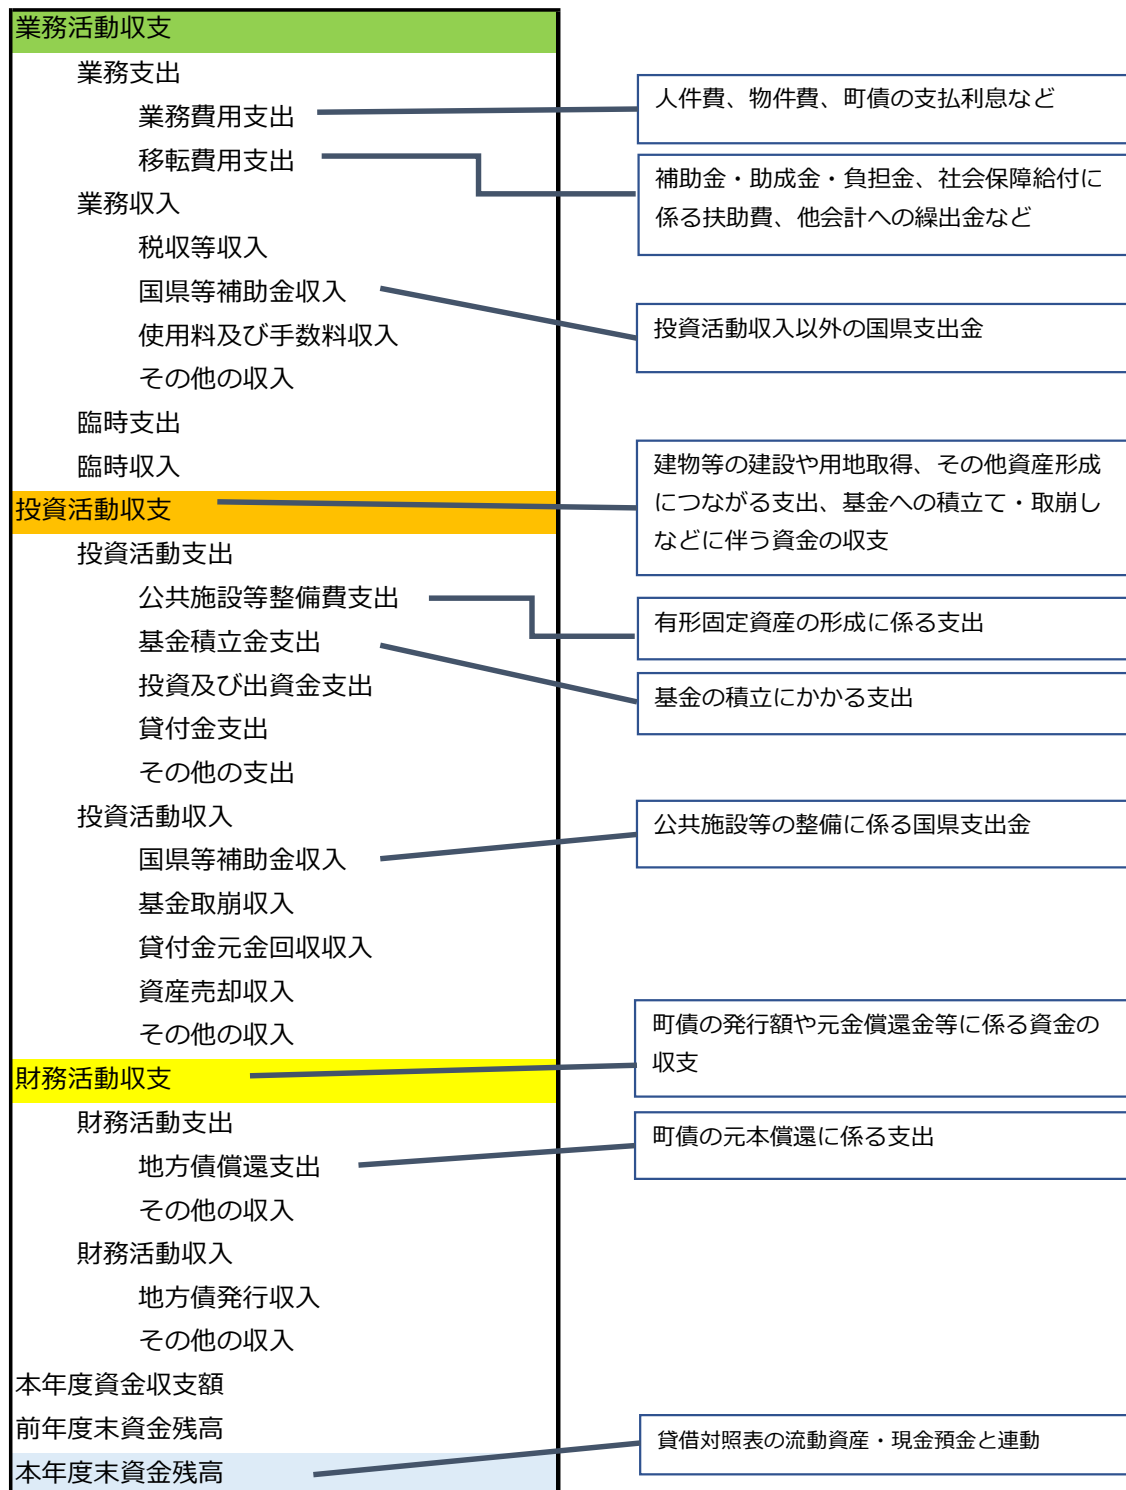 業務活動収支
業務支出
業務費用支出
移転費用支出
業務収入
税収等収入
国県等補助金収入
使用料及び手数料収入
その他の収入
臨時支出
臨時収入
投資活動収支
投資活動支出
公共施設等整備費支出
基金積立金支出
投資及び出資金支出
貸付金支出
その他の支出
投資活動収入
国県等補助金収入
基金取崩収入
貸付金元金回収収入
資産売却収入
その他の収入
財務活動収支
財務活動支出
地方債償還支出
その他の収入
財務活動収入
地方債発行収入
その他の収入
本年度資金収支額
前年度末資金残高
本年度末資金残高
人件費、物件費、町債の支払利息など
補助金・助成金・負担金、社会保障給付に
係る扶助費、他会計への繰出金など
投資活動収入以外の国県支出金
建物等の建設や用地取得、その他資産形成
につながる支出、基金への積立て・取崩し
などに伴う資金の収支
有形固定資産の形成に係る支出
基金の積立にかかる支出
公共施設等の整備に係る国県支出金
町債の発行額や元金償還金等に係る資金の
収支
町債の元本償還に係る支出
貸借対照表の流動資産・現金預金と連動